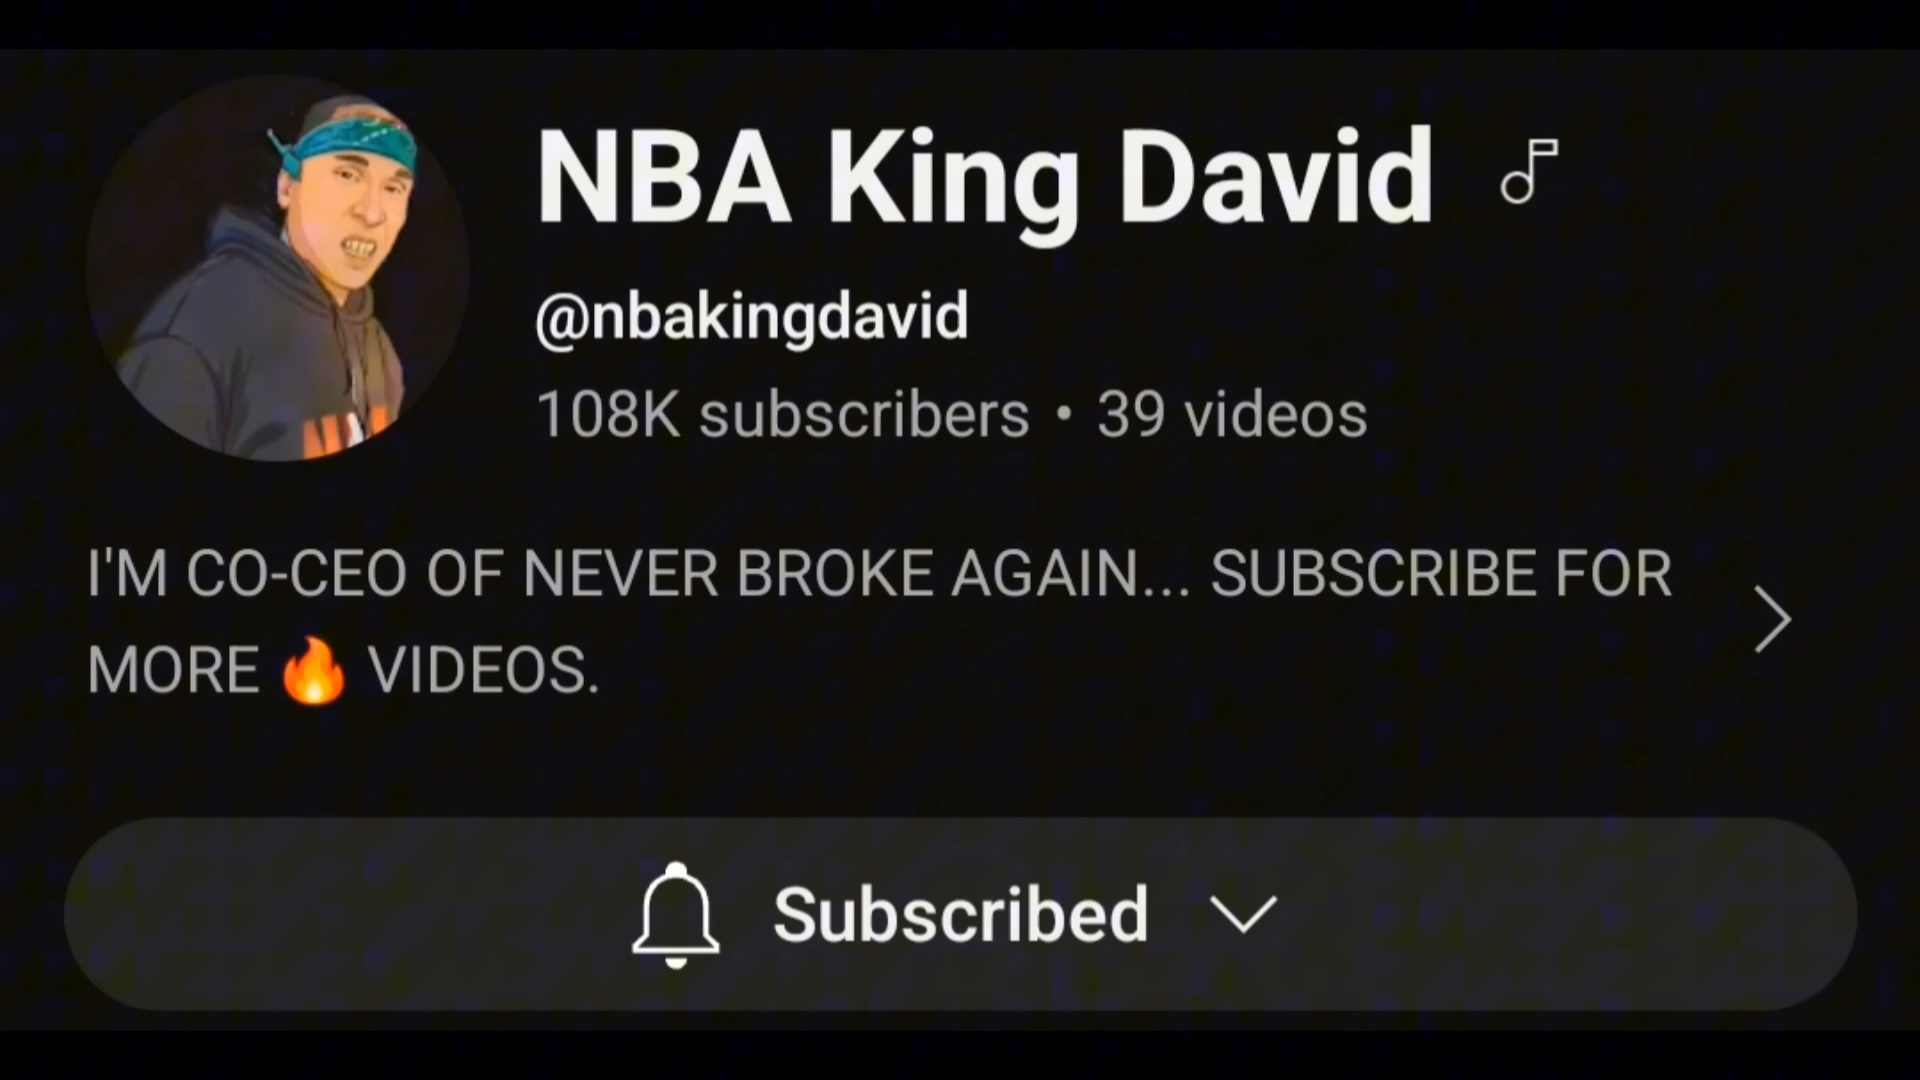 NBA King David
@nbakingdavid
108K subscribers • 39 videos
I'M CO-CEO OF NEVER BROKE AGAIN... SUBSCRIBE FOR
MORE 🔥 VIDEOS.
Subscribed